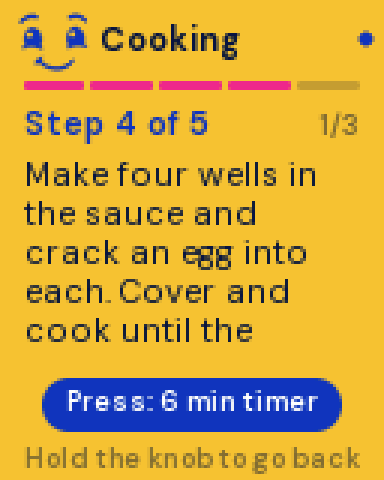 Cooking
Step 4 of 5 1/3
Make four wells in
the sauce and
crack an egg into
each. Cover and
cook until the
Press: 6 min timer
Hold the knob to go back